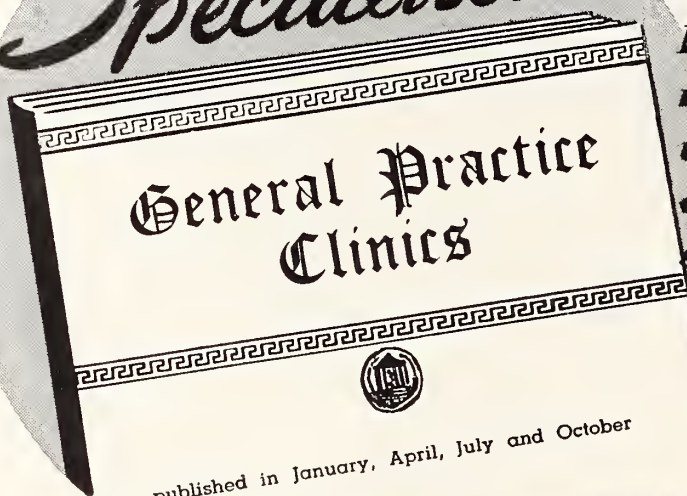 General Practice
Clinics
published in January, April, July and October